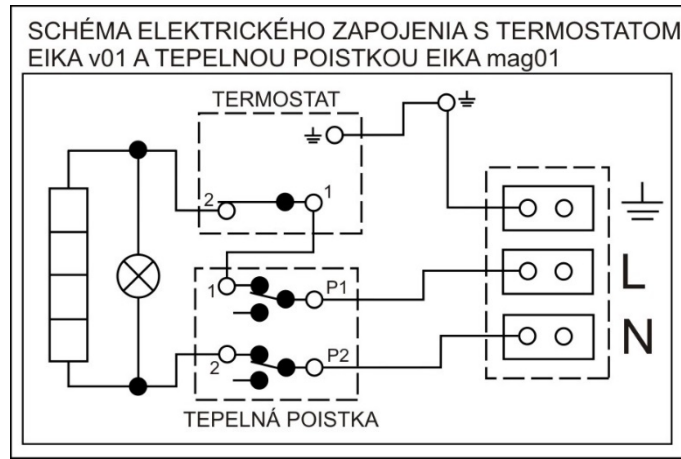 SCHÉMA ELEKTRICKÉHO ZAPOJENIA S TERMOSTATOM
EIKA v01 A TEPELNOU POISTKOU EIKA mag01
TERMOSTAT
2
1
1
P1
L
2
P2
N
TEPELNÁ POISTKA